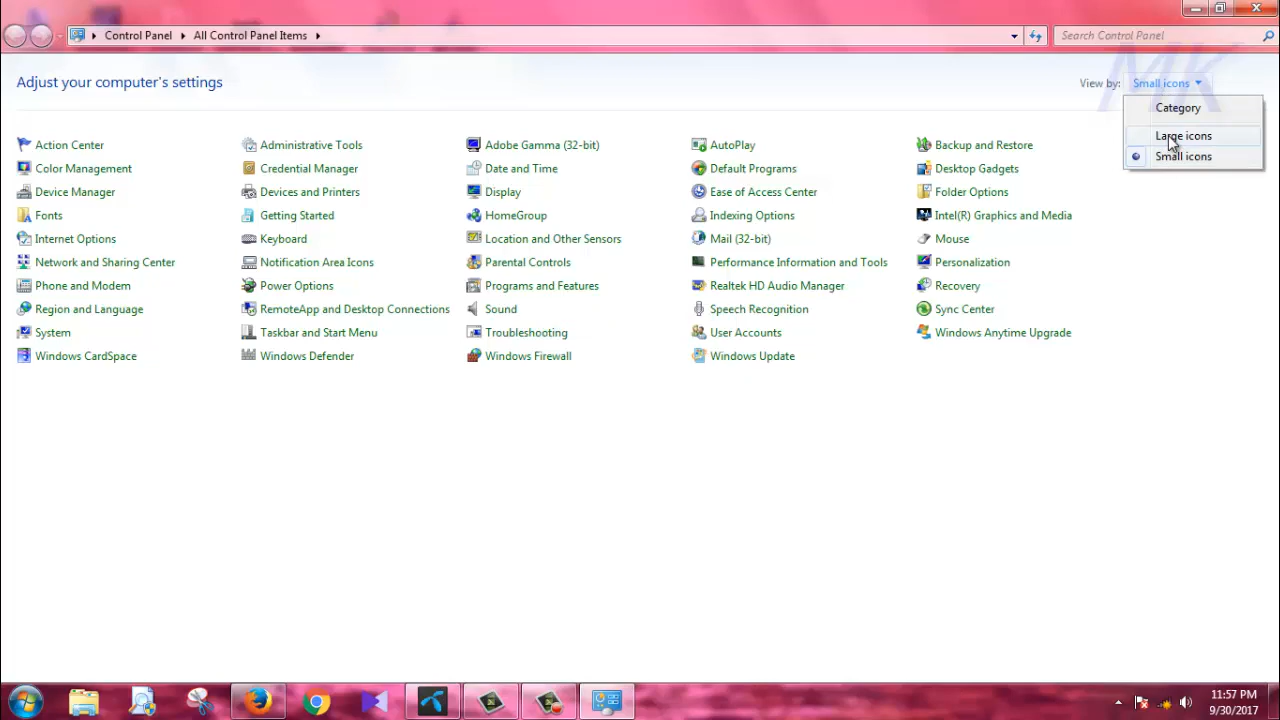 Control Panel All Control Panel Items Search Control Panel
Adjust your computer's settings View by: Small icons
MK
Category
Large icons
Small icons
Action Center Administrative Tools Adobe Gamma (32-bit) AutoPlay Backup and Restore
Color Management Credential Manager Date and Time Default Programs Desktop Gadgets
Device Manager Devices and Printers Display Ease of Access Center Folder Options
Fonts Getting Started HomeGroup Indexing Options Intel(R) Graphics and Media
Internet Options Keyboard Location and Other Sensors Mail (32-bit) Mouse
Network and Sharing Center Notification Area Icons Parental Controls Performance Information and Tools Personalization
Phone and Modem Power Options Programs and Features Realtek HD Audio Manager Recovery
Region and Language RemoteApp and Desktop Connections Sound Speech Recognition Sync Center
System Taskbar and Start Menu Troubleshooting User Accounts Windows Anytime Upgrade
Windows CardSpace Windows Defender Windows Firewall Windows Update
11:57 PM
9/30/2017